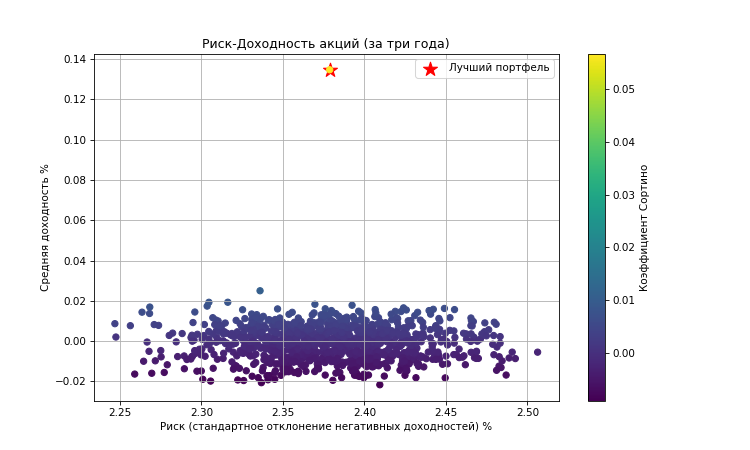 Риск-Доходность акций (за три года)
Лучший портфель
0.14
0.12
0.10
0.08
0.06
0.04
0.02
0.00
−0.02
Средняя доходность %
2.25 2.30 2.35 2.40 2.45 2.50
Риск (стандартное отклонение негативных доходностей) %
0.05
0.04
0.03
0.02
0.01
0.00
Коэффициент Сортино